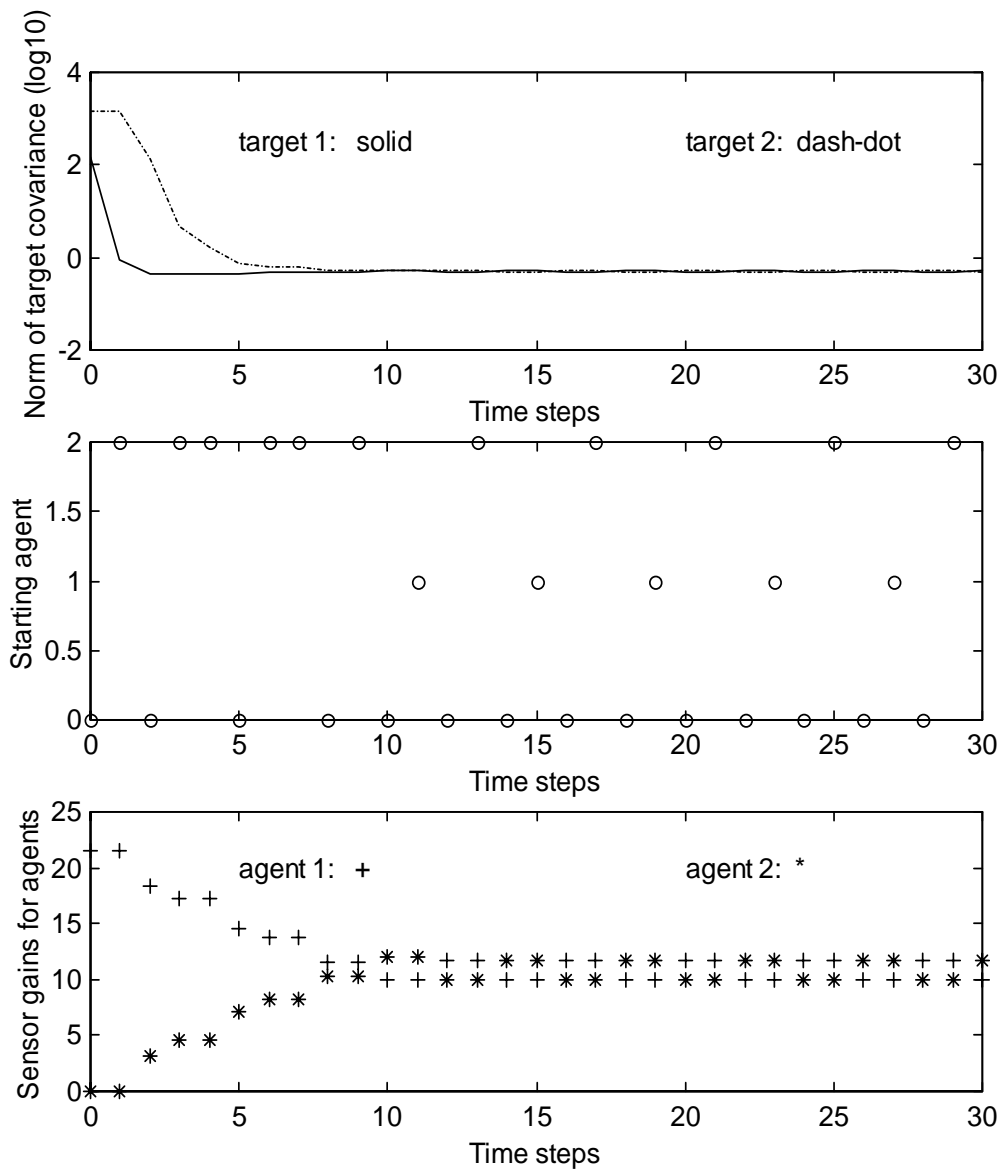 Norm of target covariance (log10)
4
2
0
-2
target 1: solid
target 2: dash-dot
0 5 10 15 20 25 30
Time steps
Starting agent
2
1.5
1
0.5
0
0 5 10 15 20 25 30
Time steps
Sensor gains for agents
25
20
15
10
5
0
agent 1: +
agent 2: *
0 5 10 15 20 25 30
Time steps